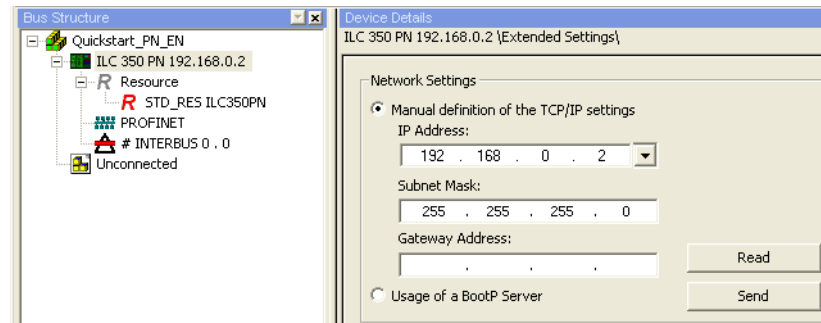 Bus Structure
Quickstart_PN_EN
ILC 350 PN 192.168.0.2
R Resource
R STD_RES ILC350PN
PROFINET
# INTERBUS 0 . 0
Unconnected
Device Details
ILC 350 PN 192.168.0.2 \Extended Settings\
Network Settings
Manual definition of the TCP/IP settings
IP Address:
192 . 168 . 0 . 2
Subnet Mask:
255 . 255 . 255 . 0
Gateway Address:
. . .
Read
Usage of a BootP Server
Send